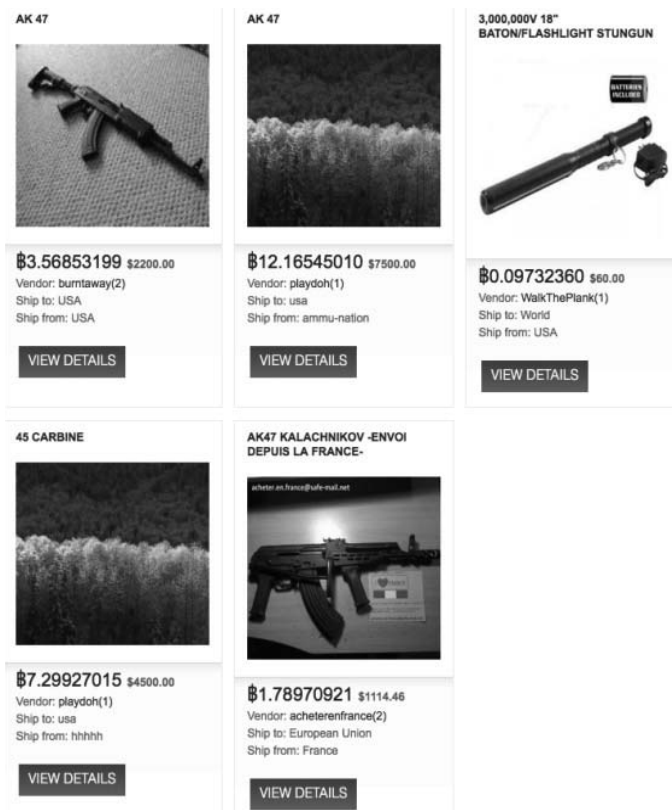 AK 47
฿3.56853199 $2200.00
Vendor: burntaway(2)
Ship to: USA
Ship from: USA
VIEW DETAILS
AK 47
฿12.16545010 $7500.00
Vendor: playdoh(1)
Ship to: usa
Ship from: ammu-nation
VIEW DETAILS
3,000,000V 18"
BATON/FLASHLIGHT STUNGUN
BATTERIES
INCLUDED
฿0.09732360 $60.00
Vendor: WalkThePlank(1)
Ship to: World
Ship from: USA
VIEW DETAILS
45 CARBINE
฿7.29927015 $4500.00
Vendor: playdoh(1)
Ship to: usa
Ship from: hhhhh
VIEW DETAILS
AK47 KALACHNIKOV -ENVOI
DEPUIS LA FRANCE-
acheter.en.france@safe-mail.net
฿1.78970921 $1114.46
Vendor: acheterenfrance(2)
Ship to: European Union
Ship from: France
VIEW DETAILS